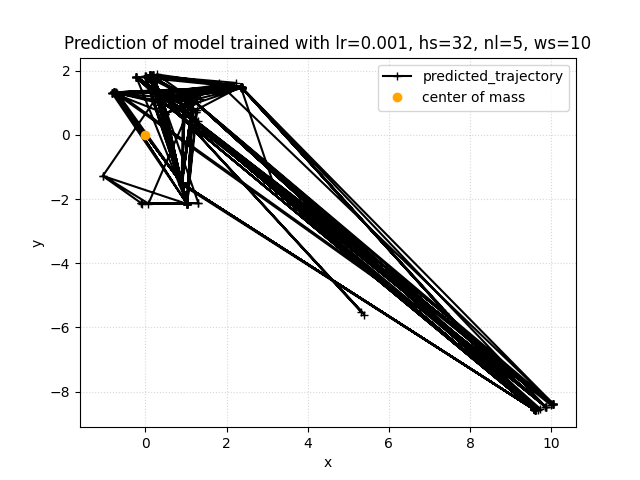 Prediction of model trained with lr=0.001, hs=32, nl=5, ws=10
predicted_trajectory
center of mass
2
0
−2
−4
−6
−8
y
0
2
4
6
8
10
x